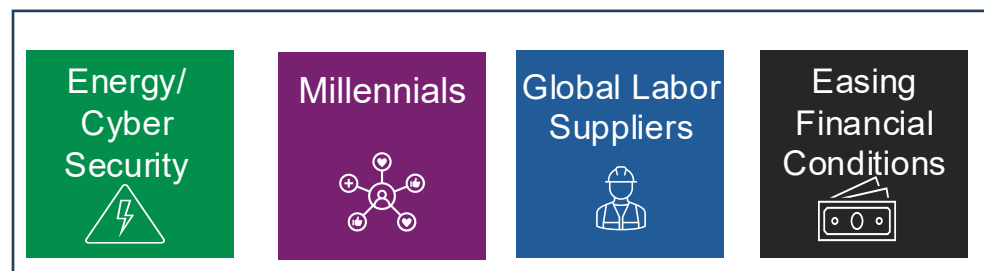 Energy/
Cyber
Security
Millennials
Global Labor
Suppliers
Easing
Financial
Conditions